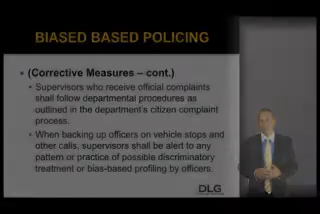 BIASED BASED POLICING
(Corrective Measures – cont.)
Supervisors who receive official complaints
shall follow departmental procedures as
outlined in the department's citizen complaint
process.
When backing up officers on vehicle stops and
other calls, supervisors shall be alert to any
pattern or practice of possible discriminatory
treatment or bias-based profiling by officers.
DLG